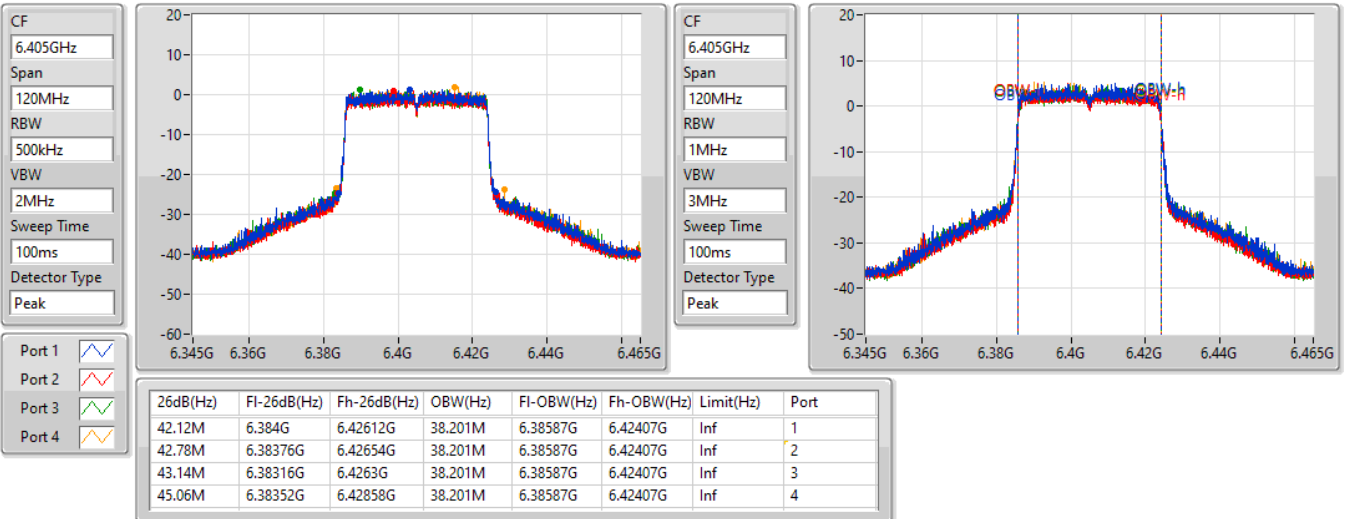 CF
6.405GHz
Span
120MHz
RBW
500kHz
VBW
2MHz
Sweep Time
100ms
Detector Type
Peak
20
10
0
-10
-20
-30
-40
-50
-60
6.345G 6.36G 6.38G 6.4G 6.42G 6.44G 6.465G
CF
6.405GHz
Span
120MHz
RBW
1MHz
VBW
3MHz
Sweep Time
100ms
Detector Type
Peak
20
10
0
-10
-20
-30
-40
-50
OBW-h
6.345G 6.36G 6.38G 6.4G 6.42G 6.44G 6.465G
Port 1
Port 2
Port 3
Port 4
26dB(Hz) Fl-26dB(Hz) Fh-26dB(Hz) OBW(Hz) Fl-OBW(Hz) Fh-OBW(Hz) Limit(Hz) Port
42.12M 6.384G 6.42612G 38.201M 6.38587G 6.42407G Inf 1
42.78M 6.38376G 6.42654G 38.201M 6.38587G 6.42407G Inf 2
43.14M 6.38316G 6.4263G 38.201M 6.38587G 6.42407G Inf 3
45.06M 6.38352G 6.42858G 38.201M 6.38587G 6.42407G Inf 4